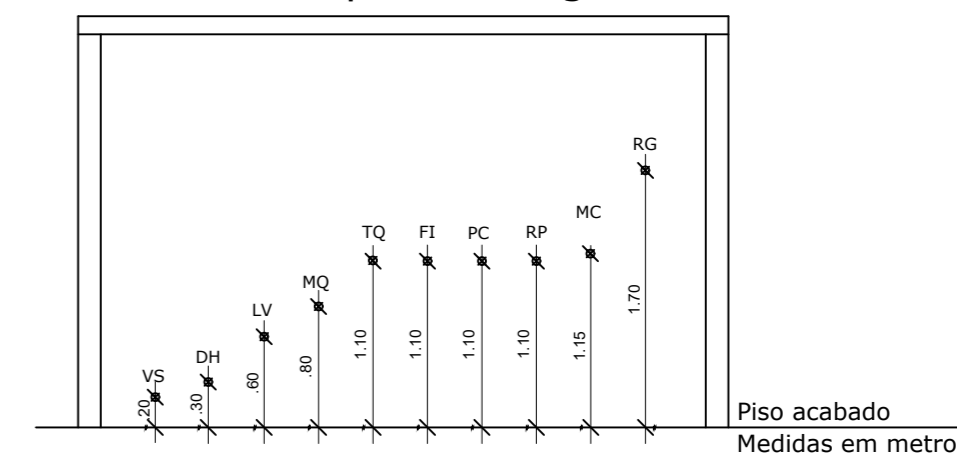 RG
MC
TQ FI PC RP
MQ
LV
DH
VS
.20 .30 .60 .80 1.10 1.10 1.10 1.10 1.15 1.70
Piso acabado
Medidas em metro